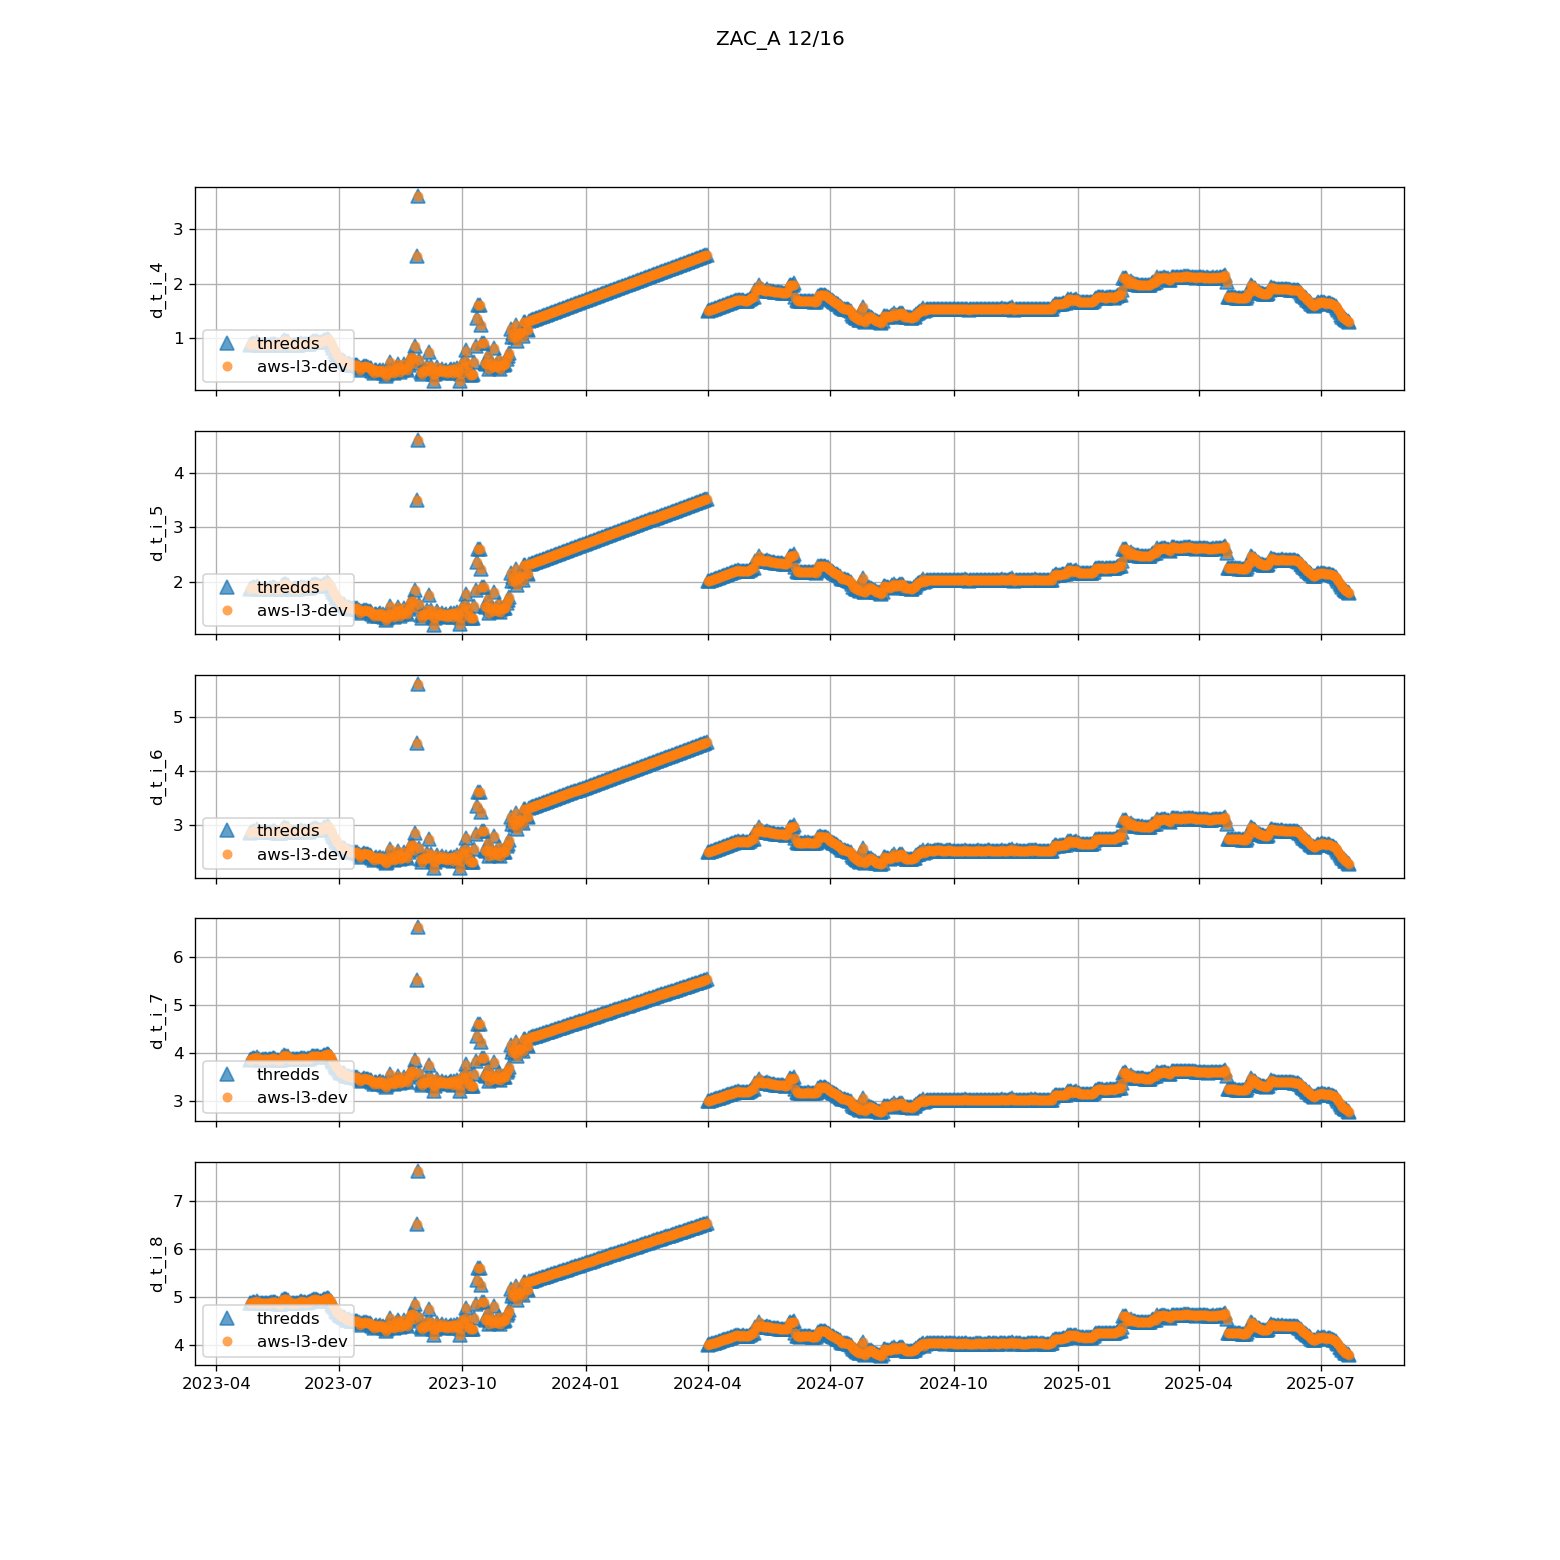 ZAC_A 12/16
3
2
1
d_t_i_4
thredds
aws-l3-dev
4
3
2
d_t_i_5
thredds
aws-l3-dev
5
4
3
d_t_i_6
thredds
aws-l3-dev
6
5
4
3
d_t_i_7
thredds
aws-l3-dev
7
6
5
4
d_t_i_8
thredds
aws-l3-dev
2023-04 2023-07 2023-10 2024-01 2024-04 2024-07 2024-10 2025-01 2025-04 2025-07